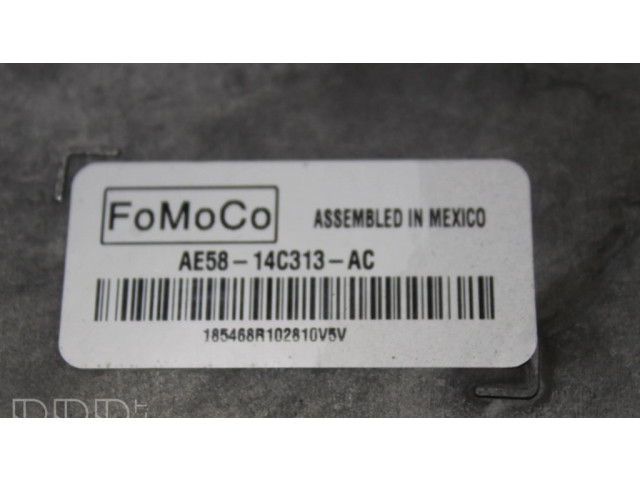 FoMoCo
ASSEMBLED IN MEXICO
AE58-14C313-AC
185468R102810V5V